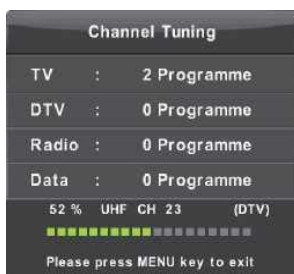 Channel Tuning
TV : 2 Programme
DTV : 0 Programme
Radio : 0 Programme
Data : 0 Programme
52 % UHF CH 23 (DTV)
Please press MENU key to exit